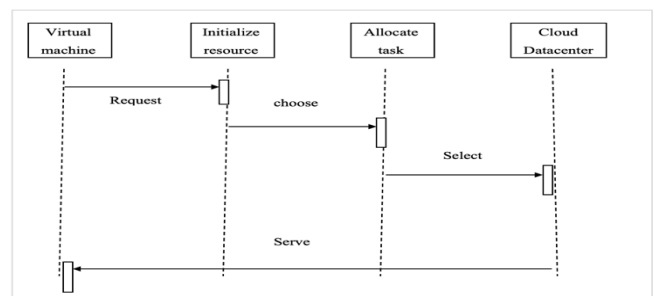 Virtual
machine
Initialize
resource
Allocate
task
Cloud
Datacenter
Request
choose
Select
Serve